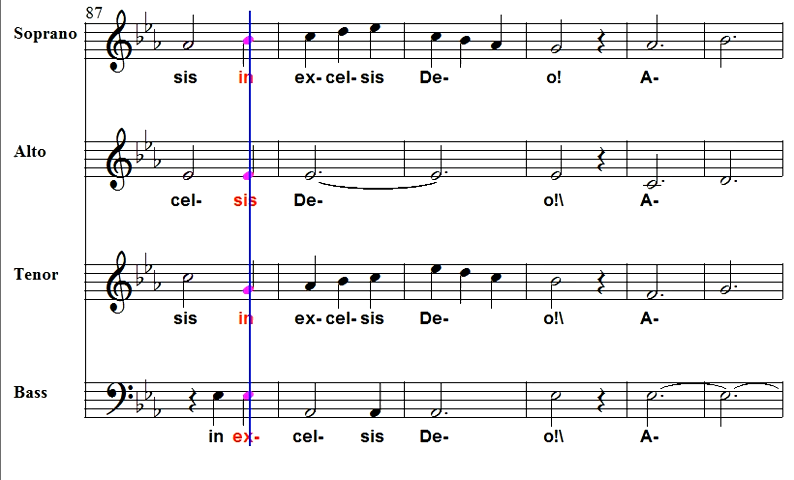 87
Soprano
sis in ex- cel- sis De- o! A-
Alto
cel- sis De- o!\ A-
Tenor
sis in ex- cel- sis De- o!\ A-
Bass
in ex- cel- sis De- o!\ A-